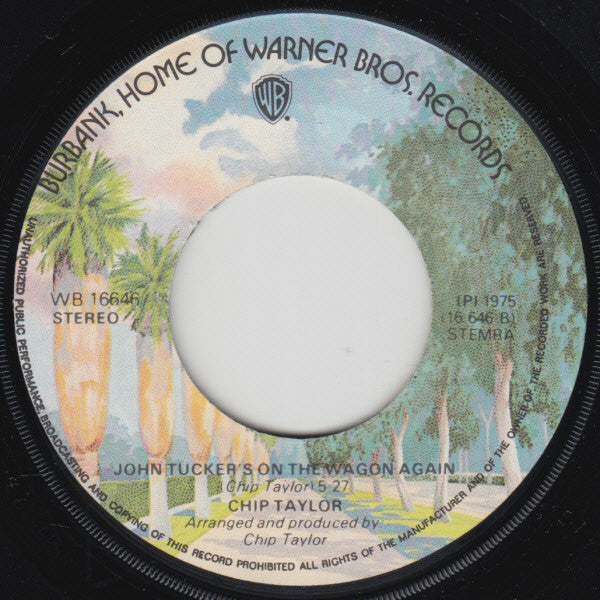 BURBANK, HOME OF WARNER BROS. RECORDS
WB
WB 16646
STEREO
(P) 1975
(16 646 B)
STEMRA
JOHN TUCKER'S ON THE WAGON AGAIN
(Chip Taylor) 5:27
CHIP TAYLOR
Arranged and produced by
Chip Taylor
UNAUTHORIZED PUBLIC PERFORMANCE, BROADCASTING AND COPYING OF THIS RECORD PROHIBITED ALL RIGHTS OF THE MANUFACTURER AND OF THE OWNER OF THE RECORDED WORK ARE RESERVED